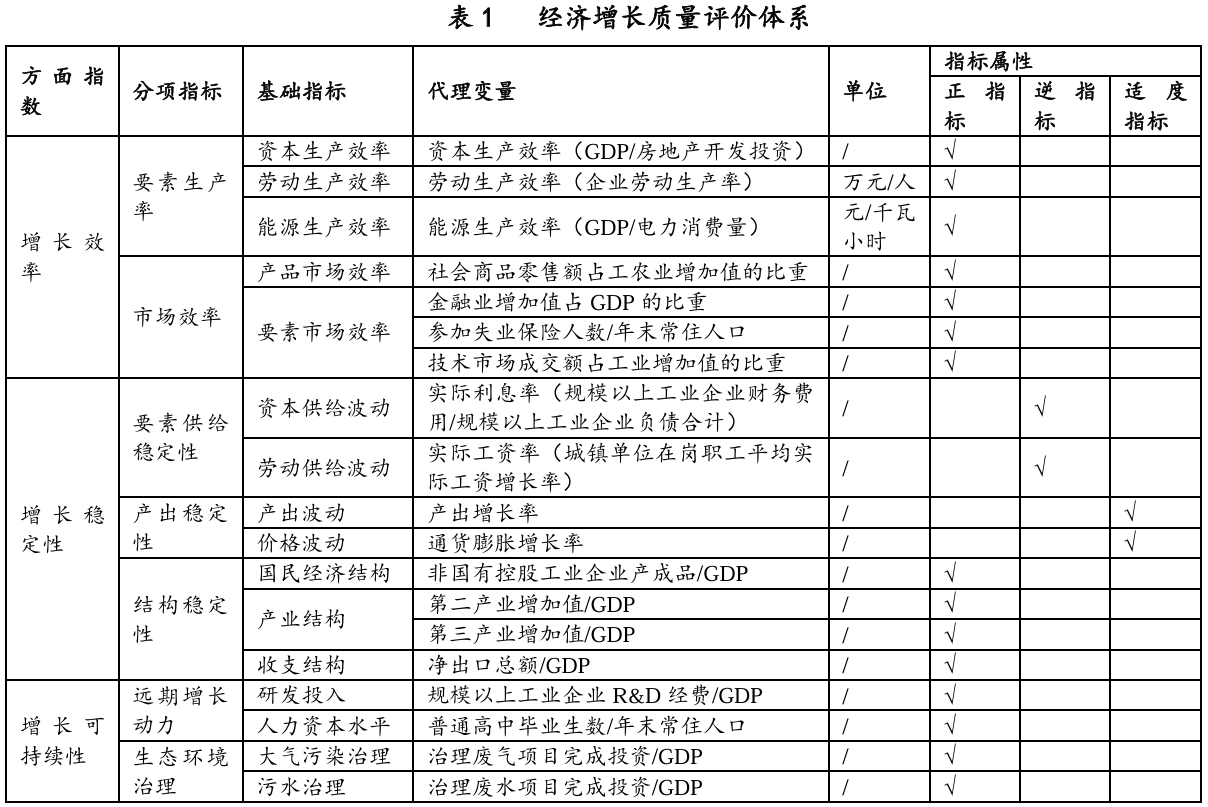 表 1 经济增长质量评价体系
方面指数 分项指标 基础指标 代理变量 单位 指标属性
正指标 逆指标 适度指标
增长效率 要素生产率 资本生产效率 资本生产效率（GDP/房地产开发投资） / √
劳动生产效率 劳动生产效率（企业劳动生产率） 万元/人 √
能源生产效率 能源生产效率（GDP/电力消费量） 元/千瓦小时 √
市场效率 产品市场效率 社会商品零售额占工农业增加值的比重 / √
要素市场效率 金融业增加值占 GDP 的比重 / √
参加失业保险人数/年末常住人口 / √
技术市场成交额占工业增加值的比重 / √
增长稳定性 要素供给稳定性 资本供给波动 实际利息率（规模以上工业企业财务费用/规模以上工业企业负债合计） / √
劳动供给波动 实际工资率（城镇单位在岗职工平均实际工资增长率） / √
产出稳定性 产出波动 产出增长率 / √
价格波动 通货膨胀增长率 / √
结构稳定性 国民经济结构 非国有控股工业企业产成品/GDP / √
产业结构 第二产业增加值/GDP / √
第三产业增加值/GDP / √
收支结构 净出口总额/GDP / √
增长可持续性 远期增长动力 研发投入 规模以上工业企业 R&D 经费/GDP / √
人力资本水平 普通高中毕业生数/年末常住人口 / √
生态环境治理 大气污染治理 治理废气项目完成投资/GDP / √
污水治理 治理废水项目完成投资/GDP / √